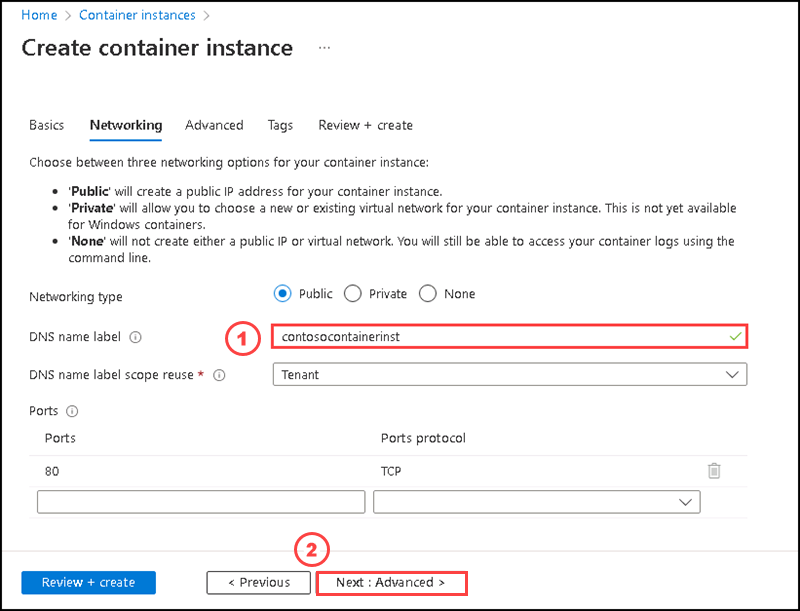 Home > Container instances >
Create container instance ...
Basics Networking Advanced Tags Review + create
Choose between three networking options for your container instance:
• 'Public' will create a public IP address for your container instance.
• 'Private' will allow you to choose a new or existing virtual network for your container instance. This is not yet available
for Windows containers.
• 'None' will not create either a public IP or virtual network. You will still be able to access your container logs using the
command line.
Networking type Public Private None
DNS name label 1 contosocontainerinst
DNS name label scope reuse * Tenant
Ports
Ports Ports protocol
80 TCP
2
Review + create < Previous Next : Advanced >